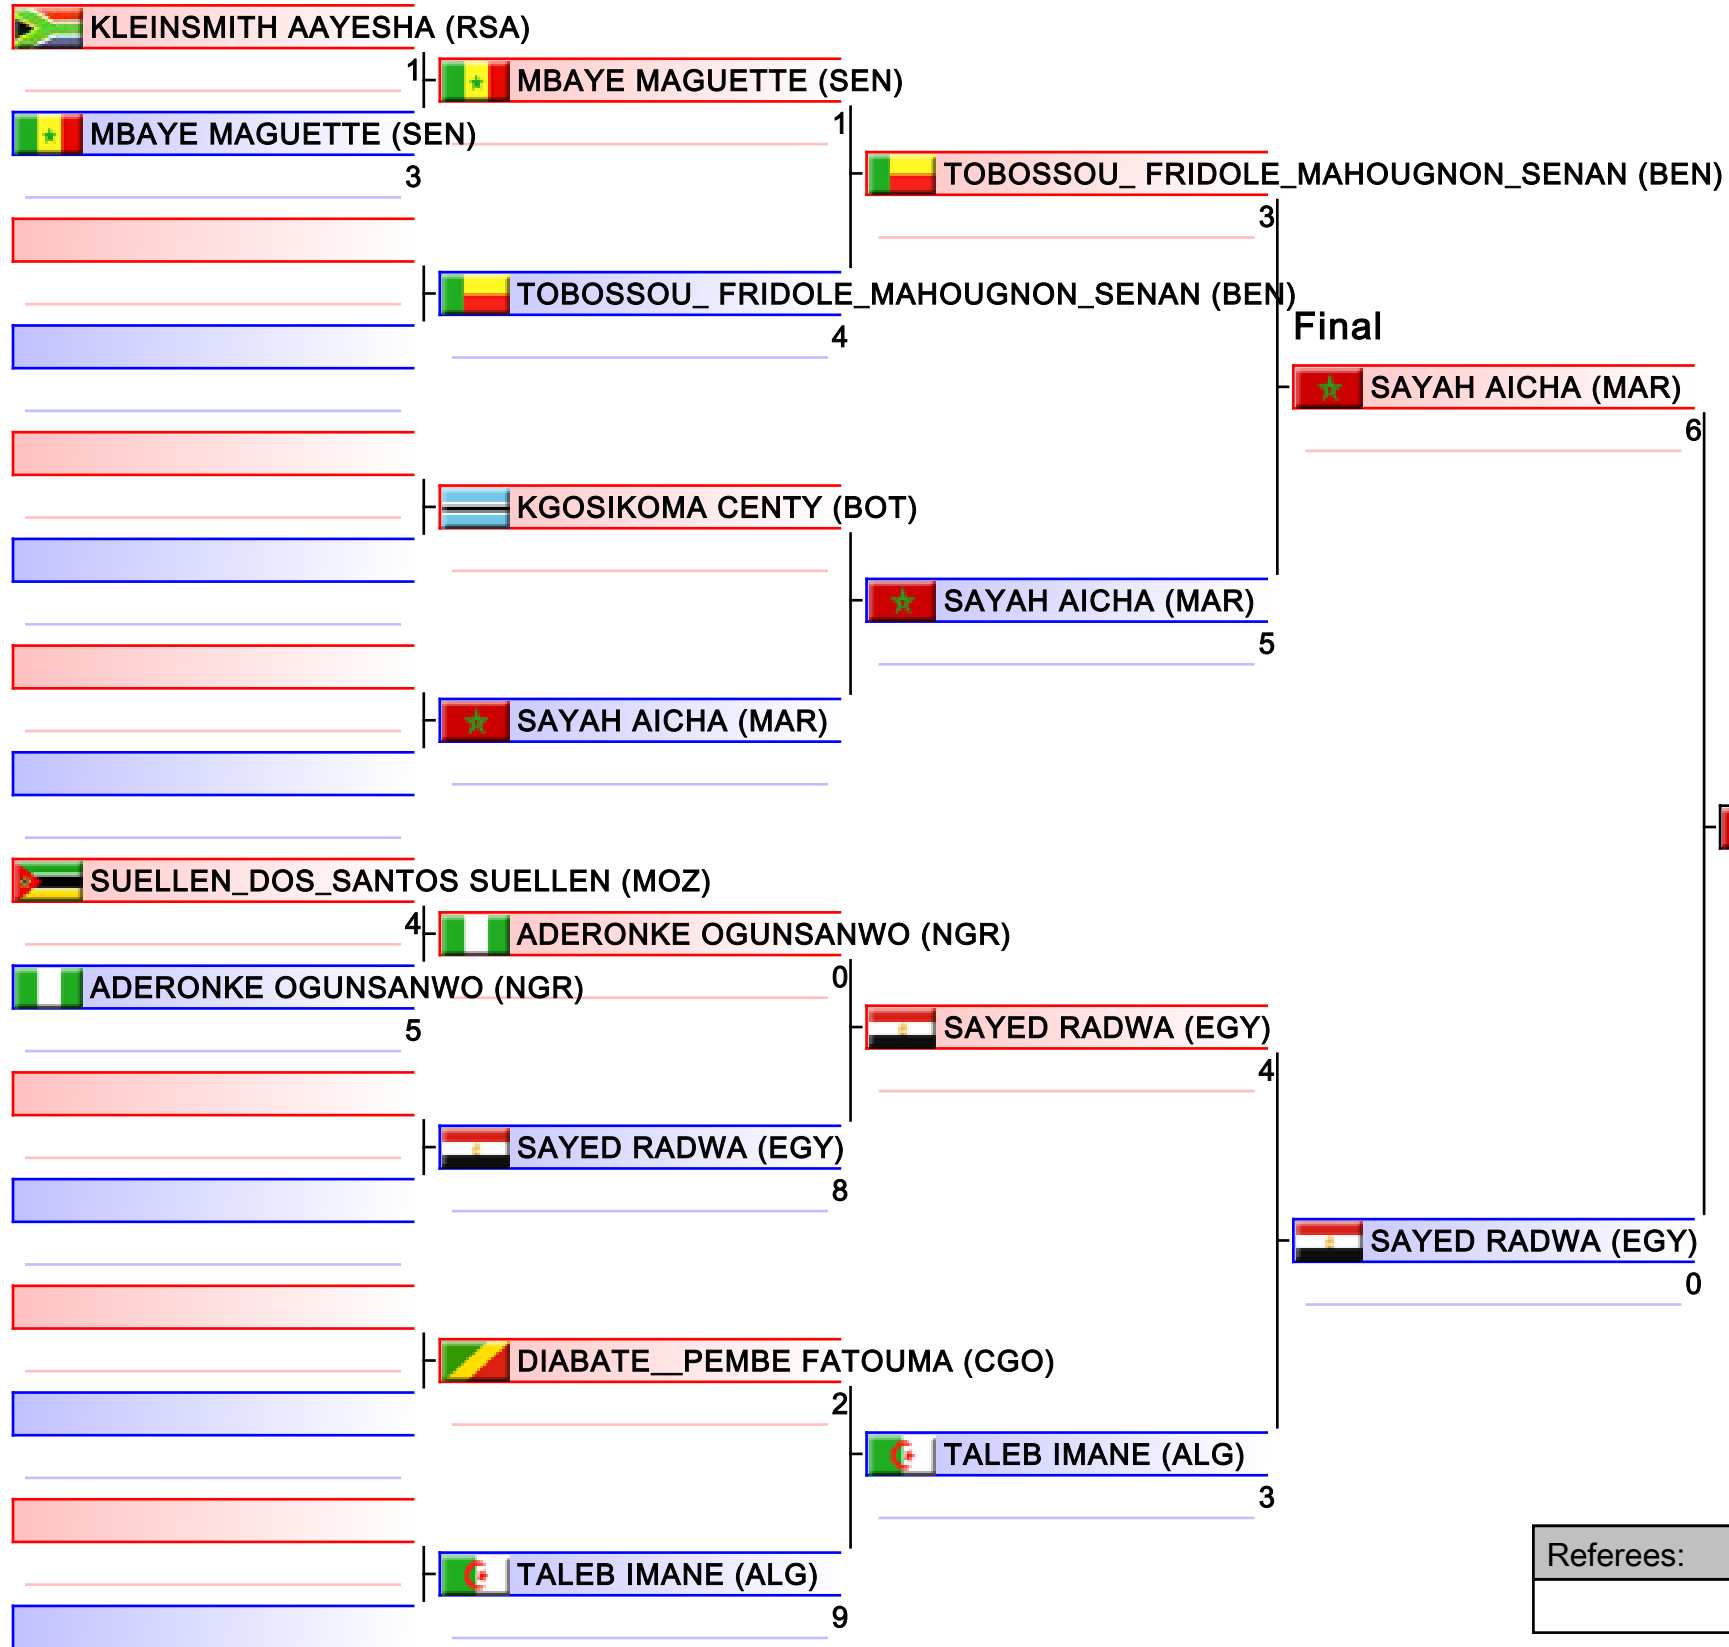 KLEINSMITH AAYESHA (RSA)
1
MBAYE MAGUETTE (SEN)
3
MBAYE MAGUETTE (SEN)
1
TOBOSSOU_ FRIDOLE_MAHOUGNON_SENAN (BEN)
4
TOBOSSOU_ FRIDOLE_MAHOUGNON_SENAN (BEN)
3
KGOSIKOMA CENTY (BOT)
SAYAH AICHA (MAR)
SAYAH AICHA (MAR)
5
Final
SAYAH AICHA (MAR)
6
SUELLEN_DOS_SANTOS SUELLEN (MOZ)
4
ADERONKE OGUNSANWO (NGR)
5
ADERONKE OGUNSANWO (NGR)
0
SAYED RADWA (EGY)
8
SAYED RADWA (EGY)
4
DIABATE__PEMBE FATOUMA (CGO)
2
TALEB IMANE (ALG)
9
TALEB IMANE (ALG)
3
SAYED RADWA (EGY)
0
Referees: